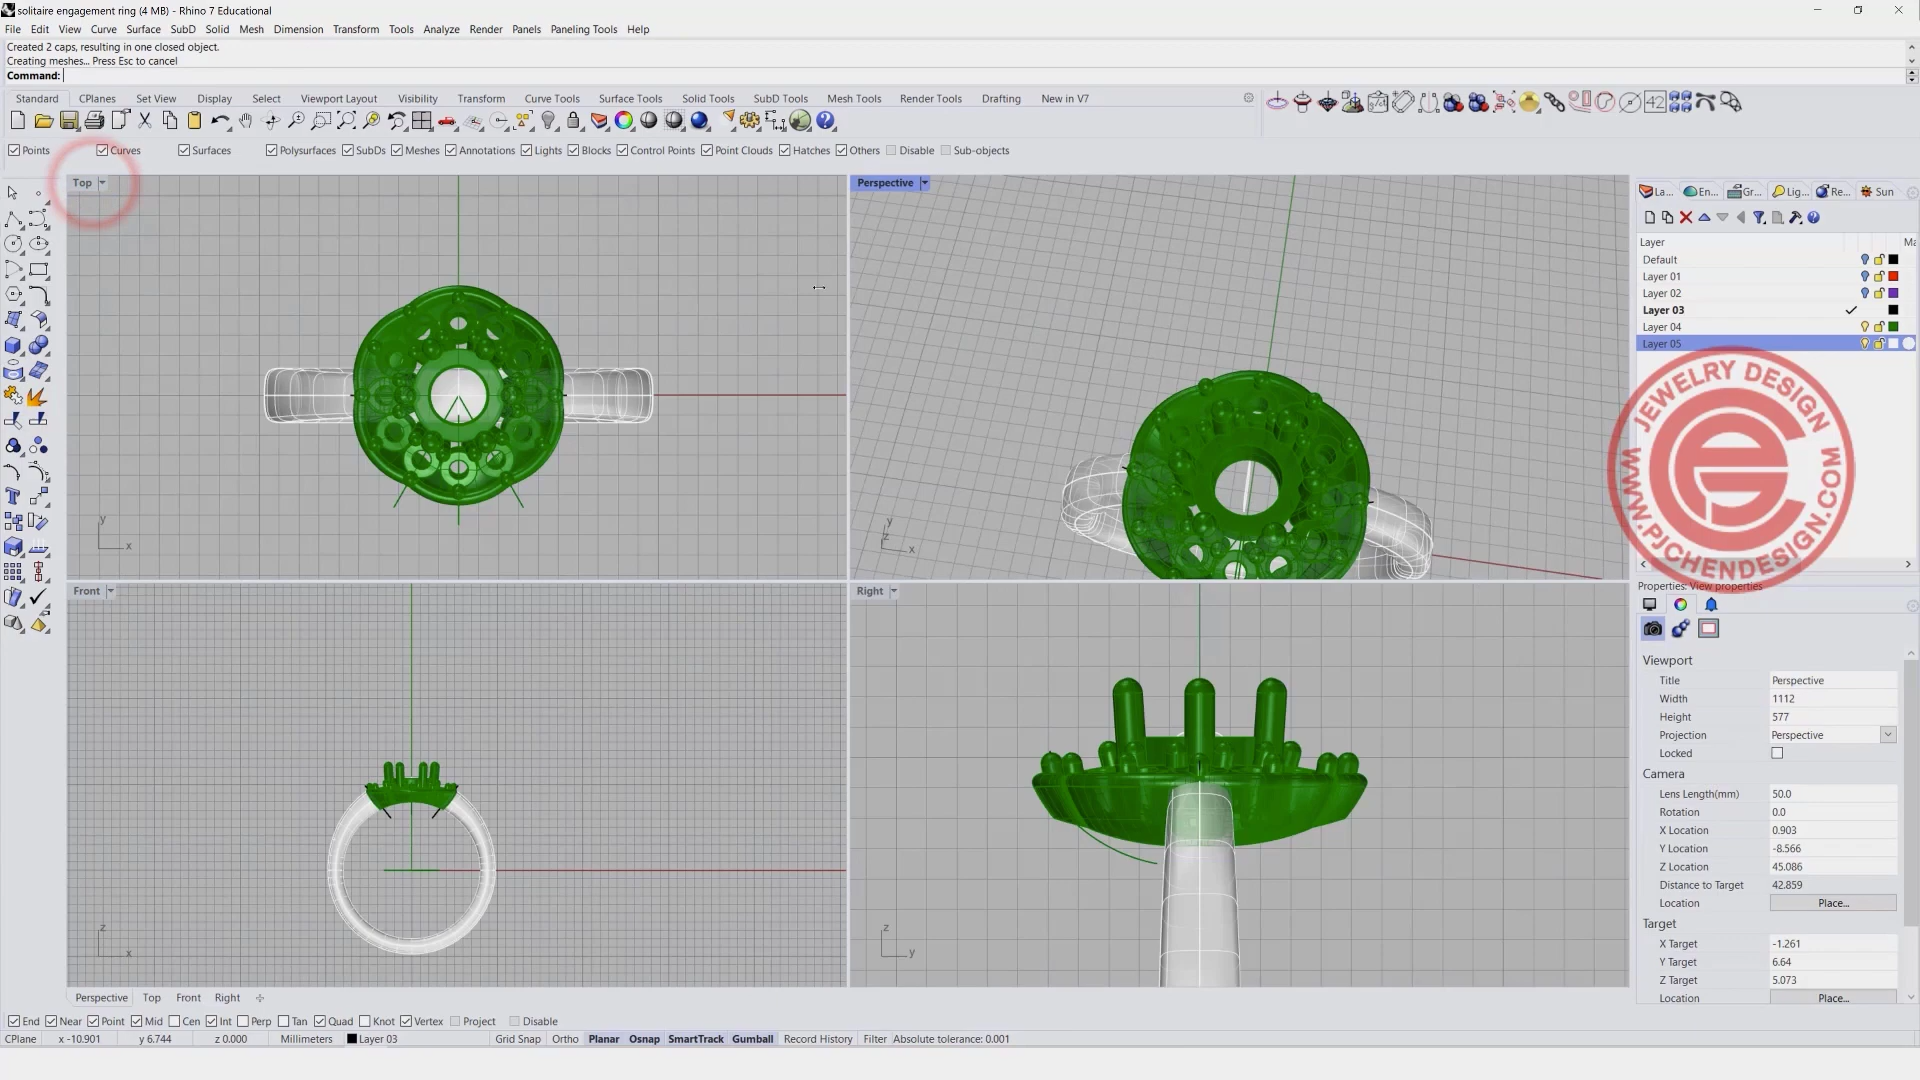 solitaire engagement ring (4 MB) - Rhino 7 Educational
File Edit View Curve Surface SubD Solid Mesh Dimension Transform Tools Analyze Render Panels Paneling Tools Help
Created 2 caps, resulting in one closed object.
Creating meshes... Press Esc to cancel
Command:
Standard CPlanes Set View Display Select Viewport Layout Visibility Transform Curve Tools Surface Tools Solid Tools SubD Tools Mesh Tools Render Tools Drafting New in V7
42
Points Curves Surfaces Polysurfaces SubDs Meshes Annotations Lights Blocks Control Points Point Clouds Hatches Others Disable Sub-objects
Top
Perspective
La... En... Gr... Lig... Re... Sun
Layer Ma
Default
Layer 01
Layer 02
Layer 03
Layer 04
Layer 05
JEWELRY DESIGN
WWW.PJCHENDESIGN.COM
y
x
y
z
x
Front
Right
Properties: View properties
Viewport
Title Perspective
Width 1112
Height 577
Projection Perspective
Locked
Camera
Lens Length(mm) 50.0
Rotation 0.0
X Location 0.903
Y Location -8.566
Z Location 45.086
Distance to Target 42.859
Location Place...
Target
X Target -1.261
Y Target 6.64
Z Target 5.073
Location Place...
z
x
z
y
Perspective Top Front Right
End Near Point Mid Cen Int Perp Tan Quad Knot Vertex Project Disable
CPlane x -10.901 y 6.744 z 0.000 Millimeters Layer 03 Grid Snap Ortho Planar Osnap SmartTrack Gumball Record History Filter Absolute tolerance: 0.001